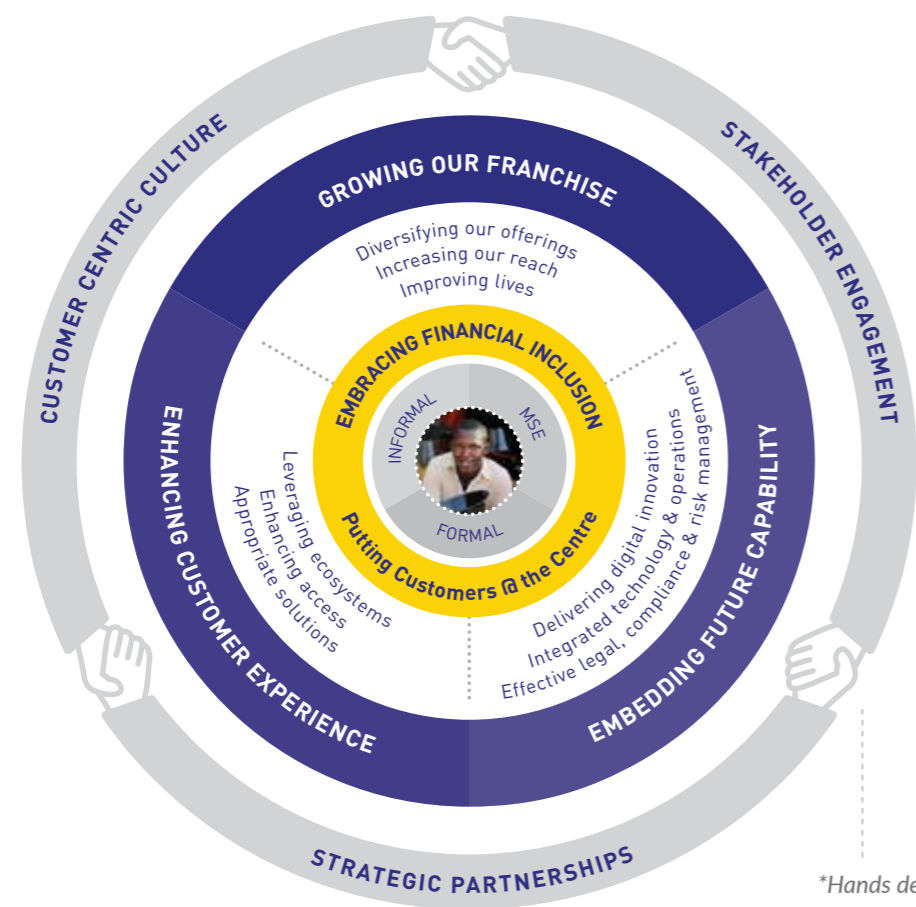 CUSTOMER CENTRIC CULTURE
STAKEHOLDER ENGAGEMENT
GROWING OUR FRANCHISE
Diversifying our offerings
Increasing our reach
Improving lives
EMBRACING FINANCIAL INCLUSION
INFORMAL
MSE
FORMAL
Putting Customers @ the Centre
ENHANCING CUSTOMER EXPERIENCE
Leveraging ecosystems
Enhancing access
Appropriate solutions
Delivering digital innovation
Integrated technology & operations
Effective legal, compliance & risk management
EMBEDDING FUTURE CAPABILITY
STRATEGIC PARTNERSHIPS
*Hands de